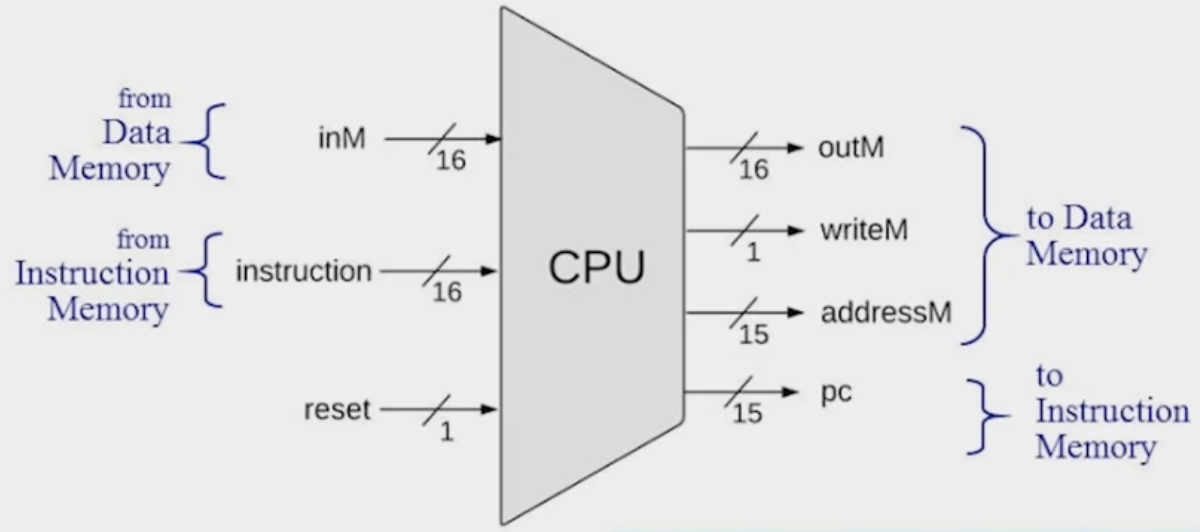 from
Data
Memory
inM
16
from
Instruction
Memory
instruction
16
reset
1
CPU
16
outM
1
writeM
15
addressM
15
pc
to Data
Memory
to
Instruction
Memory